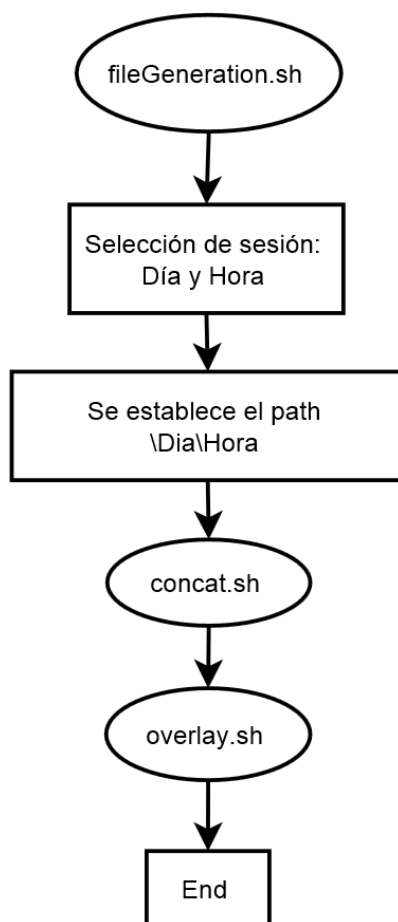 fileGeneration.sh
Selección de sesión:
Día y Hora
Se establece el path
\Dia\Hora
concat.sh
overlay.sh
End